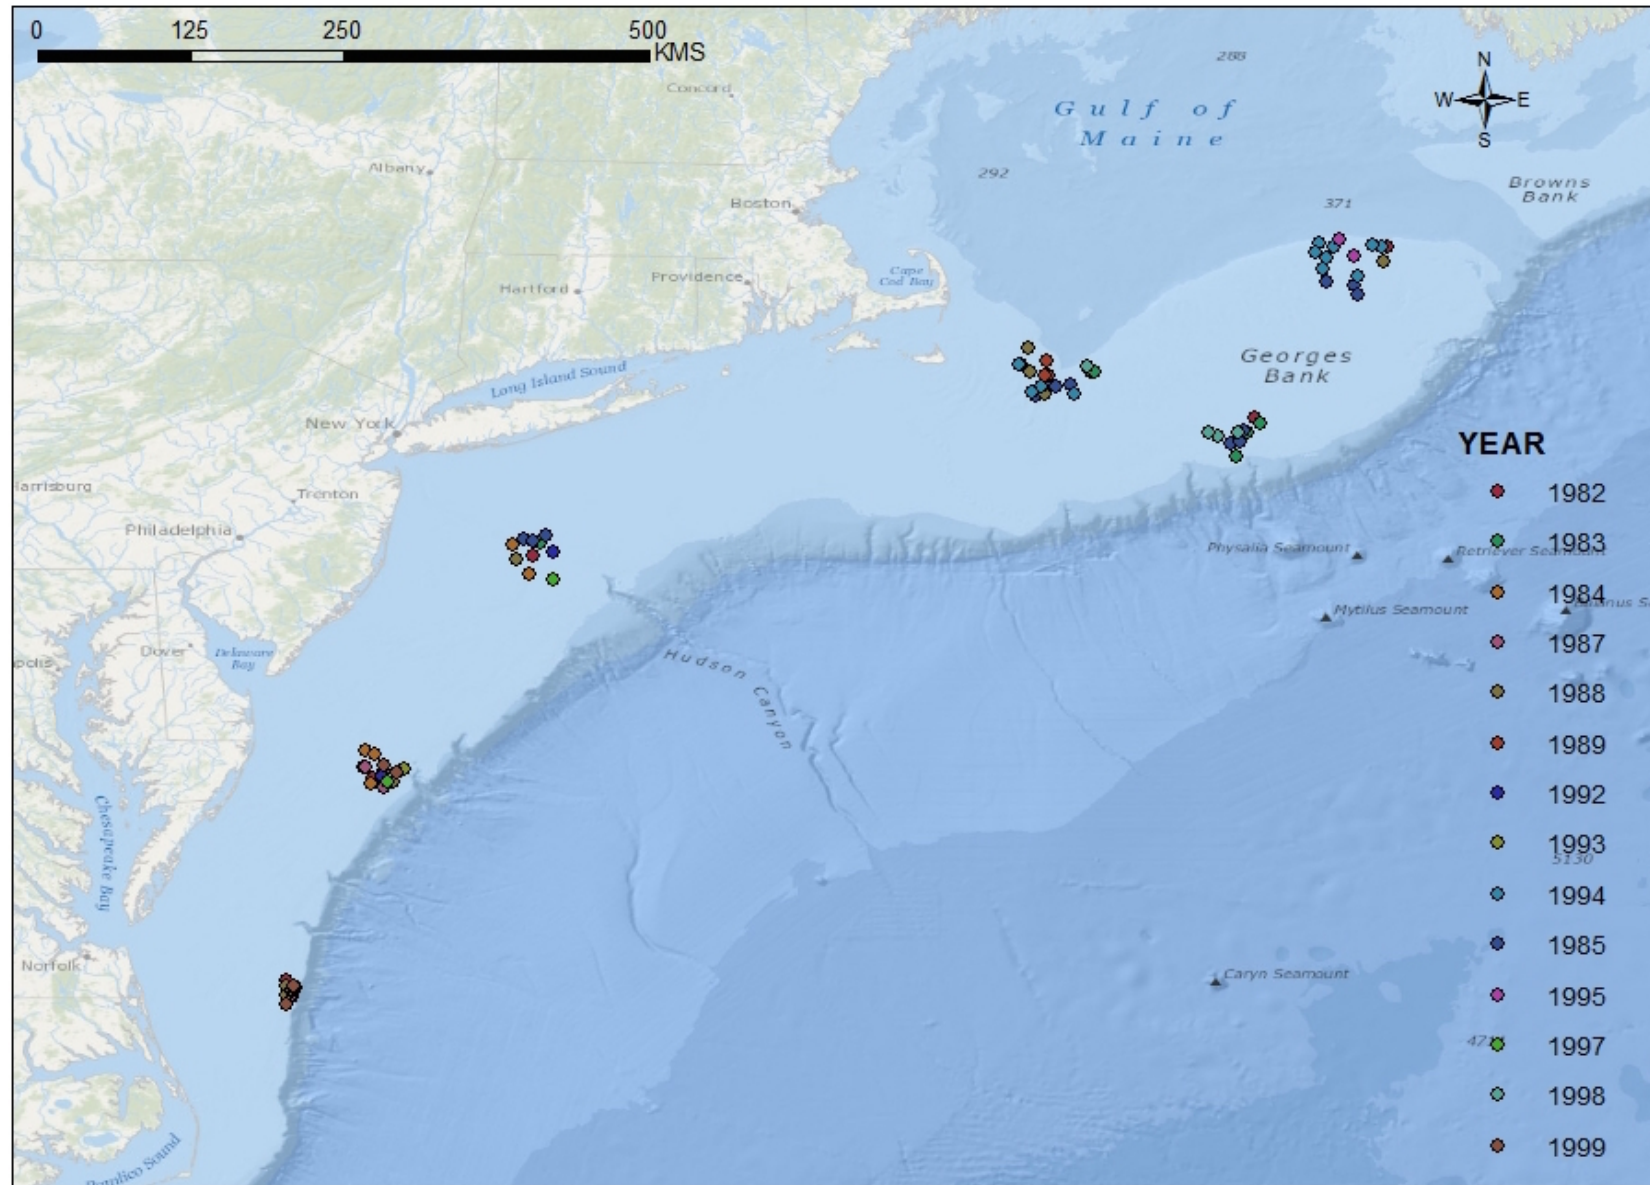 0 125 250 500
KMS
Concord
288
N
W E
S
Gulf of
Maine
Albany
292
Browns
Bank
Boston
371
Cape
Cod Bay
Providence
Hartford
Georges
Bank
Long Island Sound
New York
YEAR
arrisburg
Trenton
1982
Philadelphia
1983
Physalia Seamount
Retriever Seamount
1984
Mytilus Seamount
1987
Dover
Delaware
Bay
polis
Hudson Canyon
1988
1989
1992
Chesapeake Bay
1993
5130
1994
1985
Norfolk
Caryn Seamount
1995
1997
1998
1999
Pamlico Sound